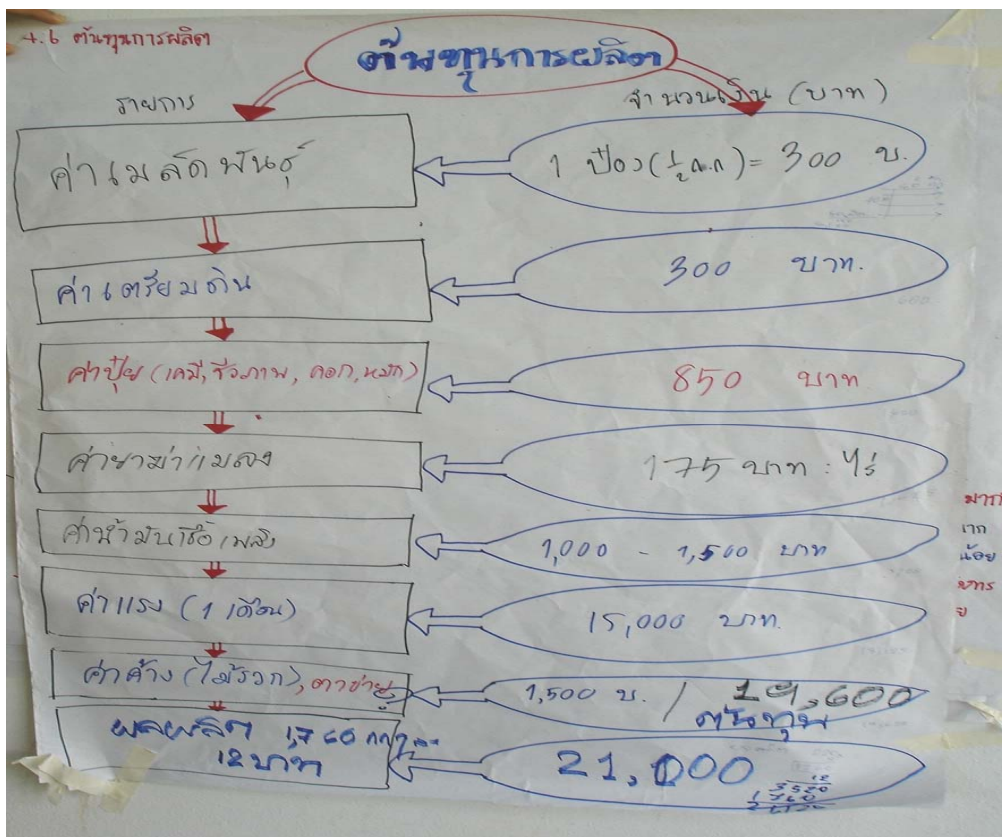 4.6 ต้นทุนการผลิต
ต้นทุนการผลิต
รายการ
จำนวนเงิน (บาท)
ค่าเมล็ดพันธุ์
1 ป๋อง (½ ก.ก) = 300 บ.
ค่าเตรียมดิน
300 บาท.
ค่าปุ๋ย (เคมี, ชีวภาพ, คอก, หมัก)
850 บาท
ค่ายาฆ่าแมลง
175 บาท : ไร่
ค่าน้ำมันเชื้อเพลิง
1,000 - 1,500 บาท
ค่าแรง (1 เดือน)
15,000 บาท.
ค่าค้าง (ไม้รวก), ตาข่าย
1,500 บ. / 19,600
ต้นทุน
ผลผลิต 1,760
12 บาท
21,000
12
3520
1760
มาก
น้อย